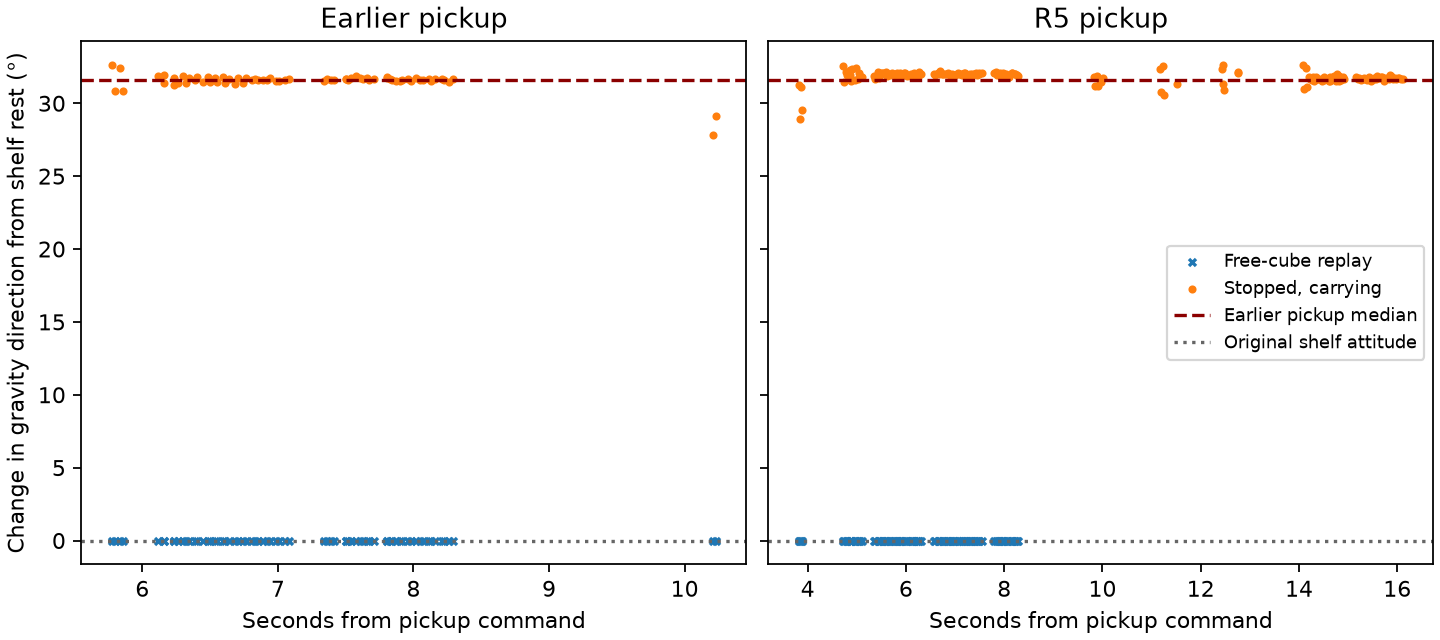 Earlier pickup
R5 pickup
Change in gravity direction from shelf rest (°)
30
25
20
15
10
5
0
6
7
8
9
10
4
6
8
10
12
14
16
Seconds from pickup command
Seconds from pickup command
Free-cube replay
Stopped, carrying
Earlier pickup median
Original shelf attitude